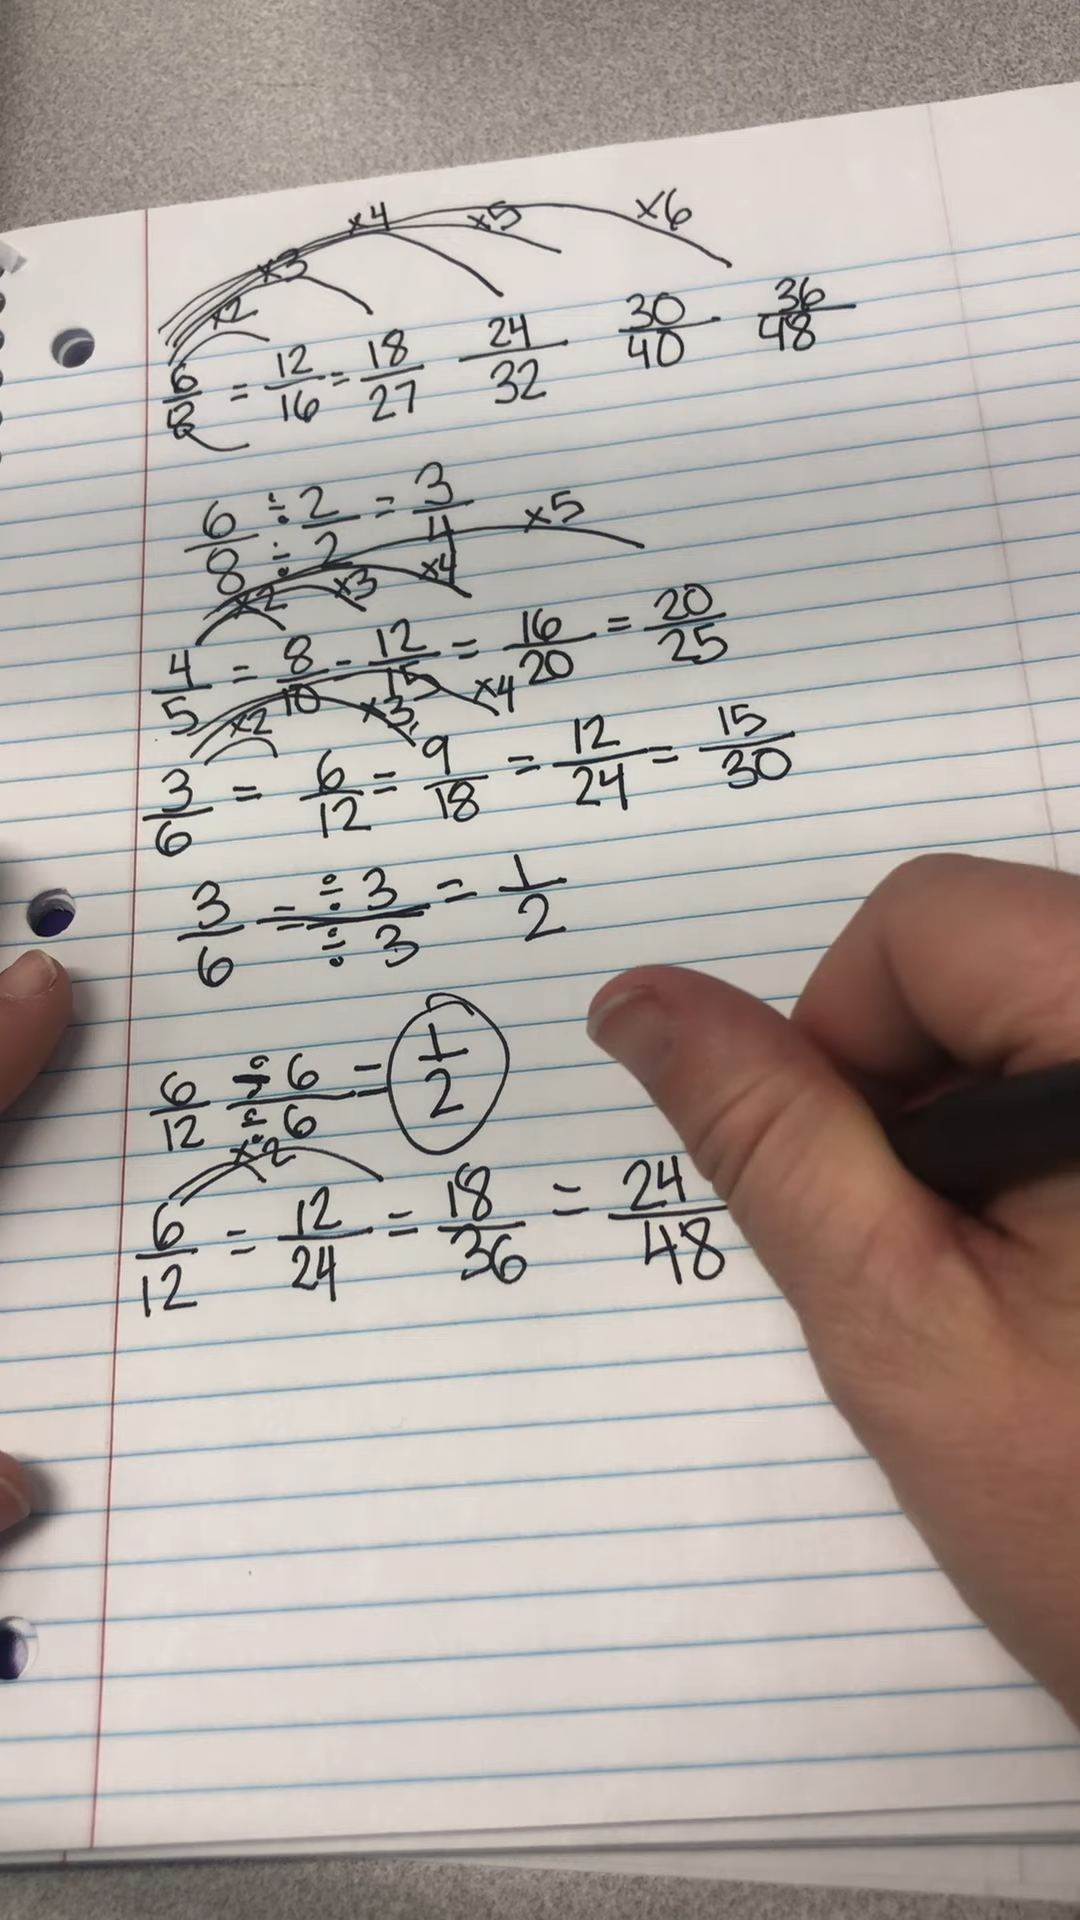 ×2 ×3 ×4 ×5 ×6
6/8 = 12/16 = 18/27 24/32 30/40 36/48
6/8 ÷2/÷2 = 3/4
×2 ×3 ×4 ×5
4/5 = 8/10 - 12/15 = 16/20 = 20/25
×2 ×3 ×4
3/6 = 6/12 = 9/18 = 12/24 = 15/30
3/6 = ÷3/÷3 = 1/2
6/12 ÷6/÷6 = 1/2
×2
6/12 = 12/24 = 18/36 = 24/48